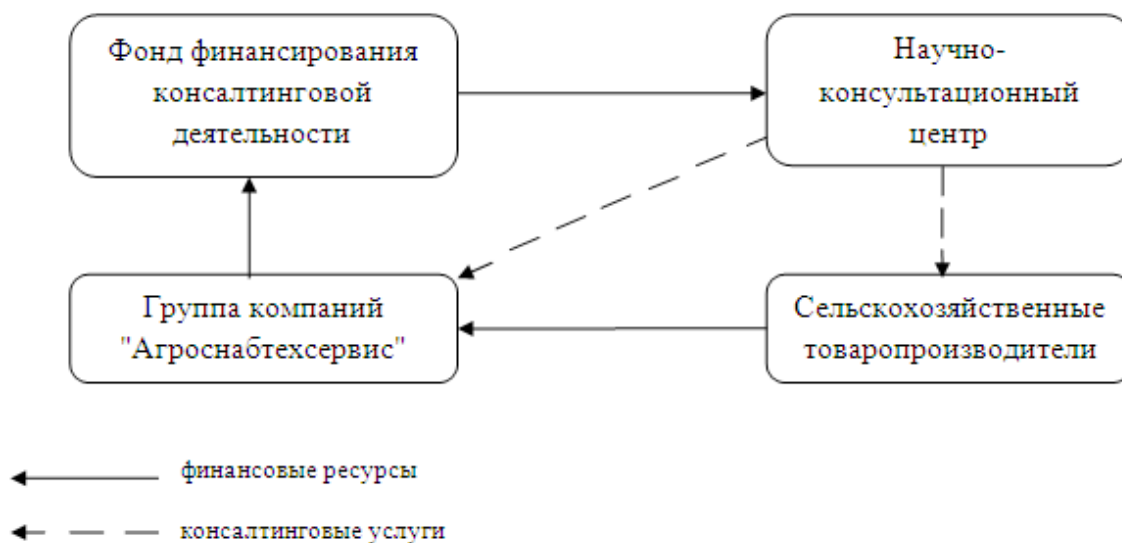 Фонд финансирования
консалтинговой
деятельности
Научно-
консультационный
центр
Группа компаний
"Агроснабтехсервис"
Сельскохозяйственные
товаропроизводители
финансовые ресурсы
консалтинговые услуги